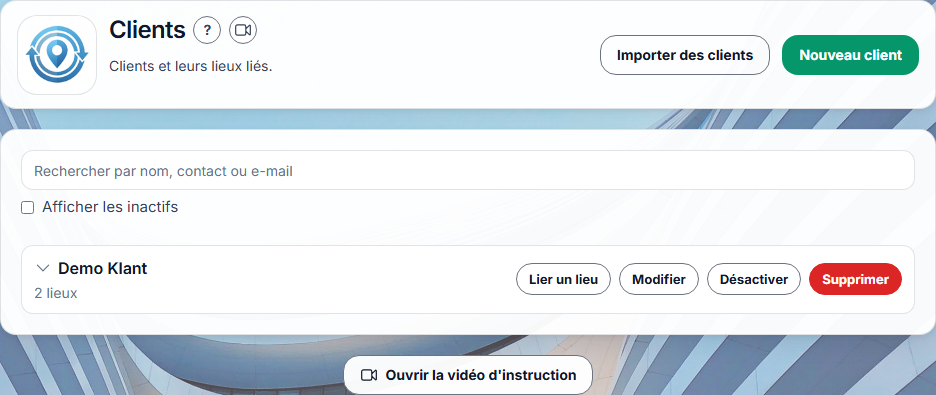 Clients ?
Clients et leurs lieux liés.
Importer des clients
Nouveau client
Rechercher par nom, contact ou e-mail
Afficher les inactifs
Demo Klant
2 lieux
Lier un lieu
Modifier
Désactiver
Supprimer
Ouvrir la vidéo d'instruction